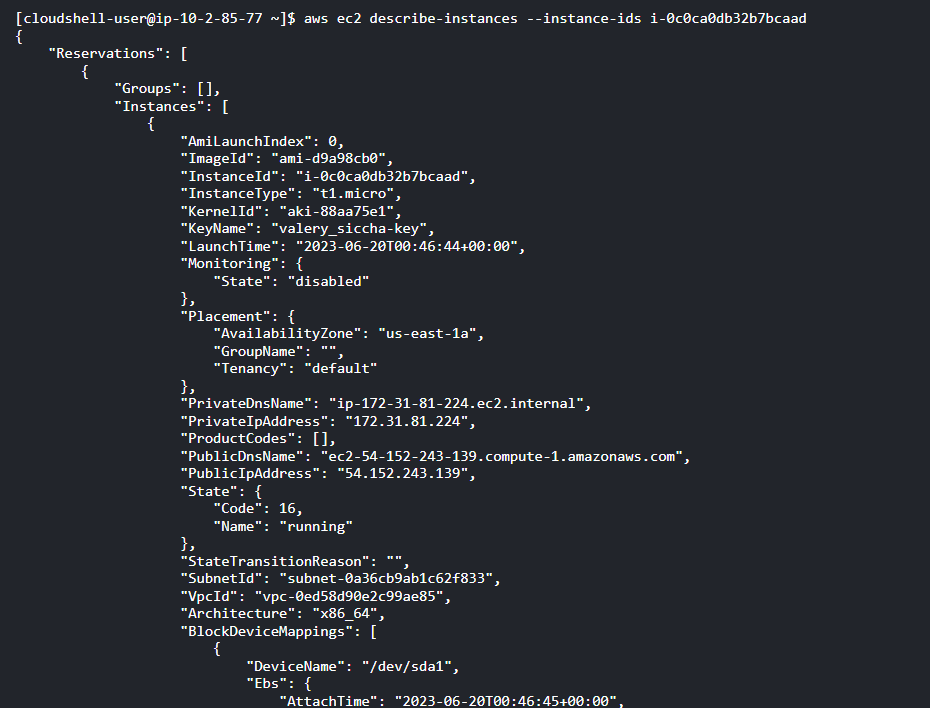 [cloudshell-user@ip-10-2-85-77 ~]$ aws ec2 describe-instances --instance-ids i-0c0ca0db32b7bcaad
{
    "Reservations": [
        {
            "Groups": [],
            "Instances": [
                {
                    "AmiLaunchIndex": 0,
                    "ImageId": "ami-d9a98cb0",
                    "InstanceId": "i-0c0ca0db32b7bcaad",
                    "InstanceType": "t1.micro",
                    "KernelId": "aki-88aa75e1",
                    "KeyName": "valery_siccha-key",
                    "LaunchTime": "2023-06-20T00:46:44+00:00",
                    "Monitoring": {
                        "State": "disabled"
                    },
                    "Placement": {
                        "AvailabilityZone": "us-east-1a",
                        "GroupName": "",
                        "Tenancy": "default"
                    },
                    "PrivateDnsName": "ip-172-31-81-224.ec2.internal",
                    "PrivateIpAddress": "172.31.81.224",
                    "ProductCodes": [],
                    "PublicDnsName": "ec2-54-152-243-139.compute-1.amazonaws.com",
                    "PublicIpAddress": "54.152.243.139",
                    "State": {
                        "Code": 16,
                        "Name": "running"
                    },
                    "StateTransitionReason": "",
                    "SubnetId": "subnet-0a36cb9ab1c62f833",
                    "VpcId": "vpc-0ed58d90e2c99ae85",
                    "Architecture": "x86_64",
                    "BlockDeviceMappings": [
                        {
                            "DeviceName": "/dev/sda1",
                            "Ebs": {
                                "AttachTime": "2023-06-20T00:46:45+00:00",